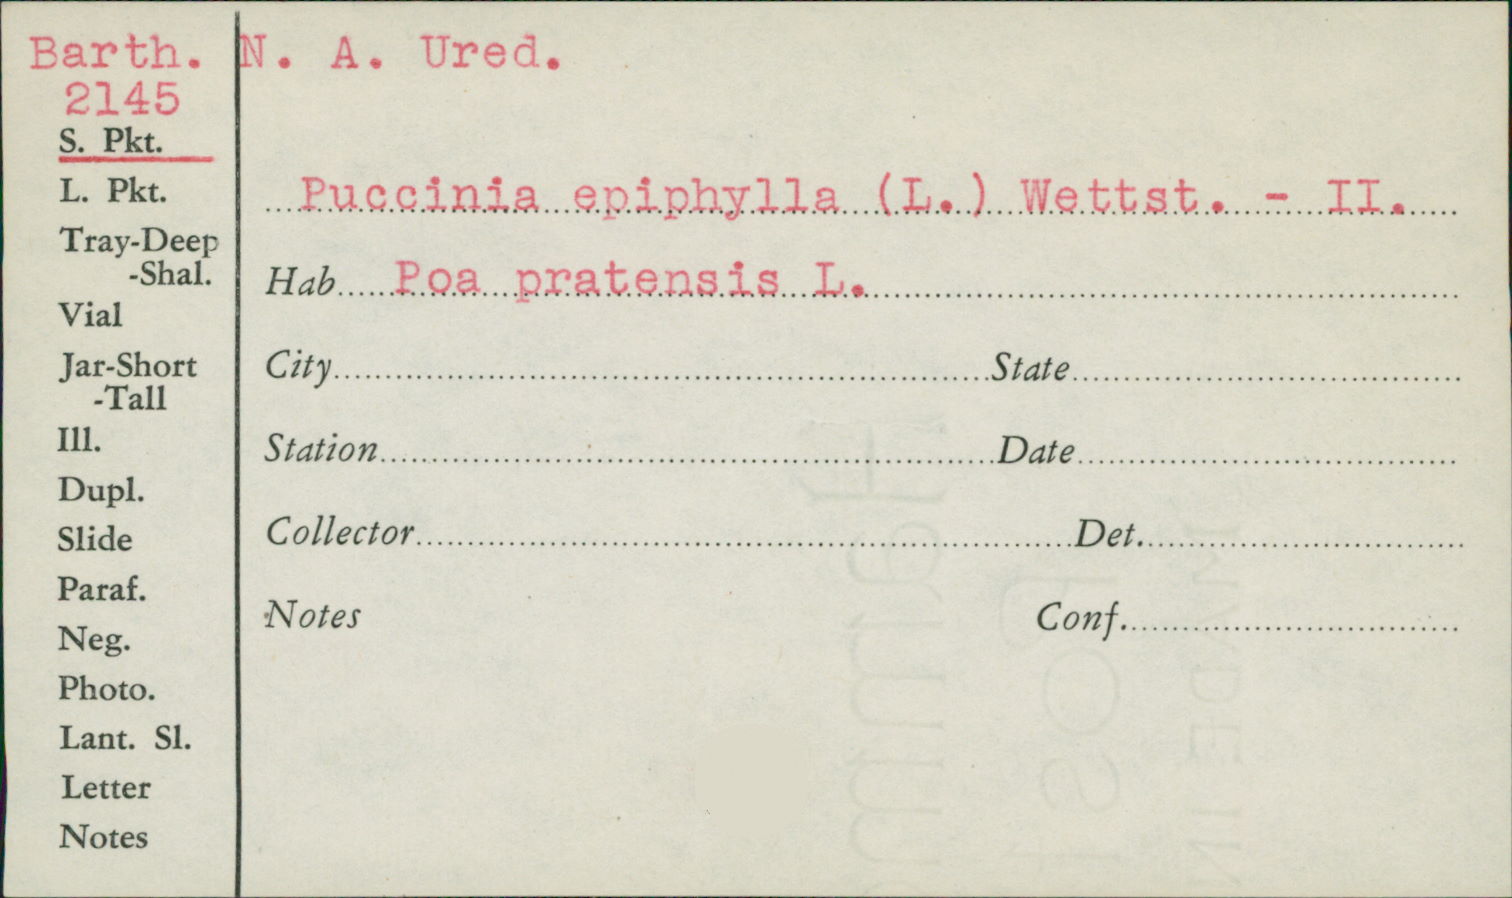 Barth. N. A. Ured.
2145
S. Pkt.
L. Pkt.
Tray-Deep
-Shal.
Vial
Jar-Short
-Tall
Ill.
Dupl.
Slide
Paraf.
Neg.
Photo.
Lant. Sl.
Letter
Notes
Puccinia epiphylla (L.) Wettst. - II.
Hab Poa pratensis L.
City State
Station Date
Collector Det.
Notes Conf.